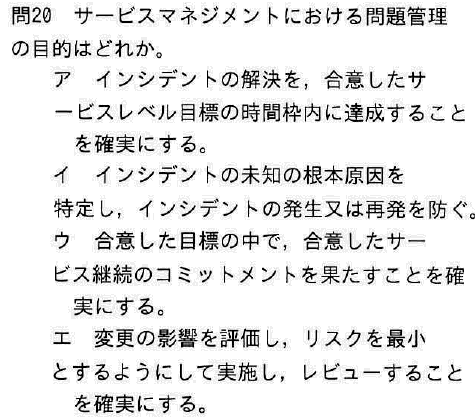 問20　サービスマネジメントにおける問題管理
の目的はどれか。
ア　インシデントの解決を，合意したサ
ービスレベル目標の時間枠内に達成すること
を確実にする。
イ　インシデントの未知の根本原因を
特定し，インシデントの発生又は再発を防ぐ。
ウ　合意した目標の中で，合意したサー
ビス継続のコミットメントを果たすことを確
実にする。
エ　変更の影響を評価し，リスクを最小
とするようにして実施し，レビューすること
を確実にする。